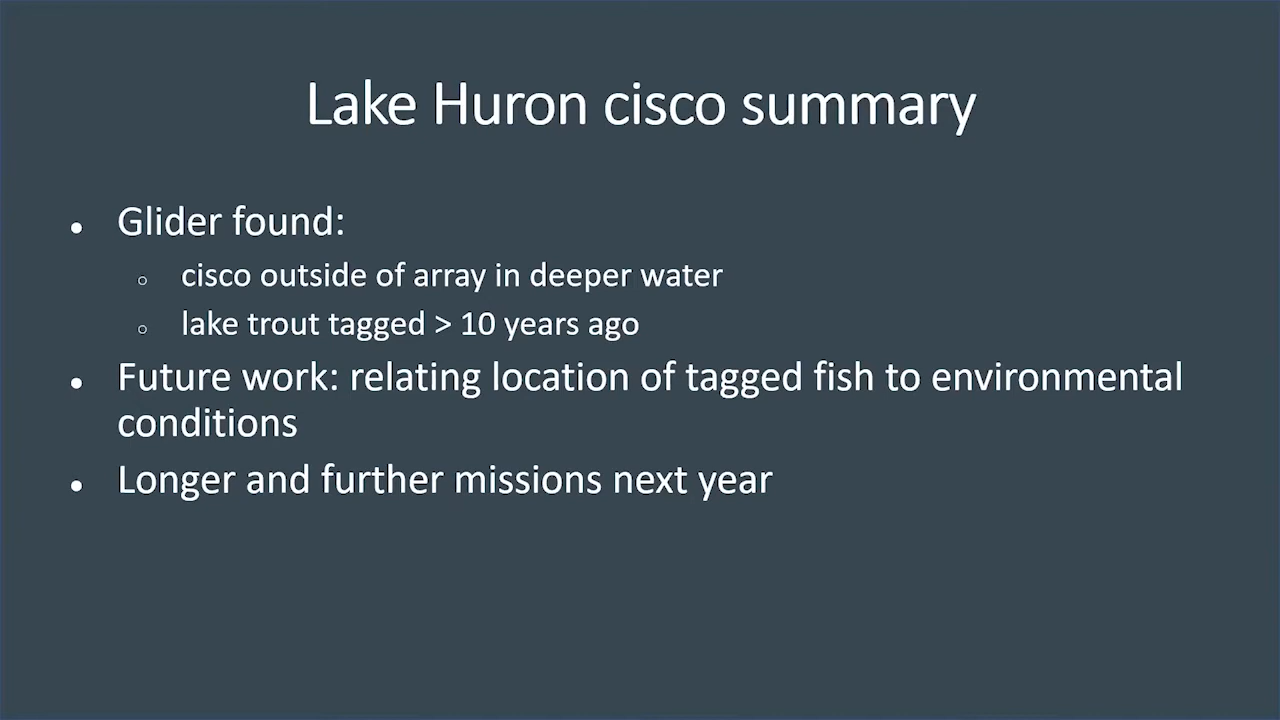 Lake Huron cisco summary
• Glider found:
○ cisco outside of array in deeper water
○ lake trout tagged > 10 years ago
• Future work: relating location of tagged fish to environmental
conditions
• Longer and further missions next year